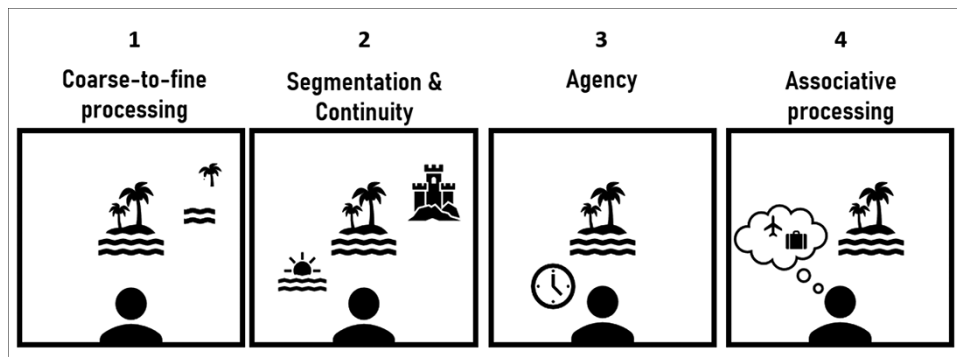 1
Coarse-to-fine
processing
2
Segmentation &
Continuity
3
Agency
4
Associative
processing